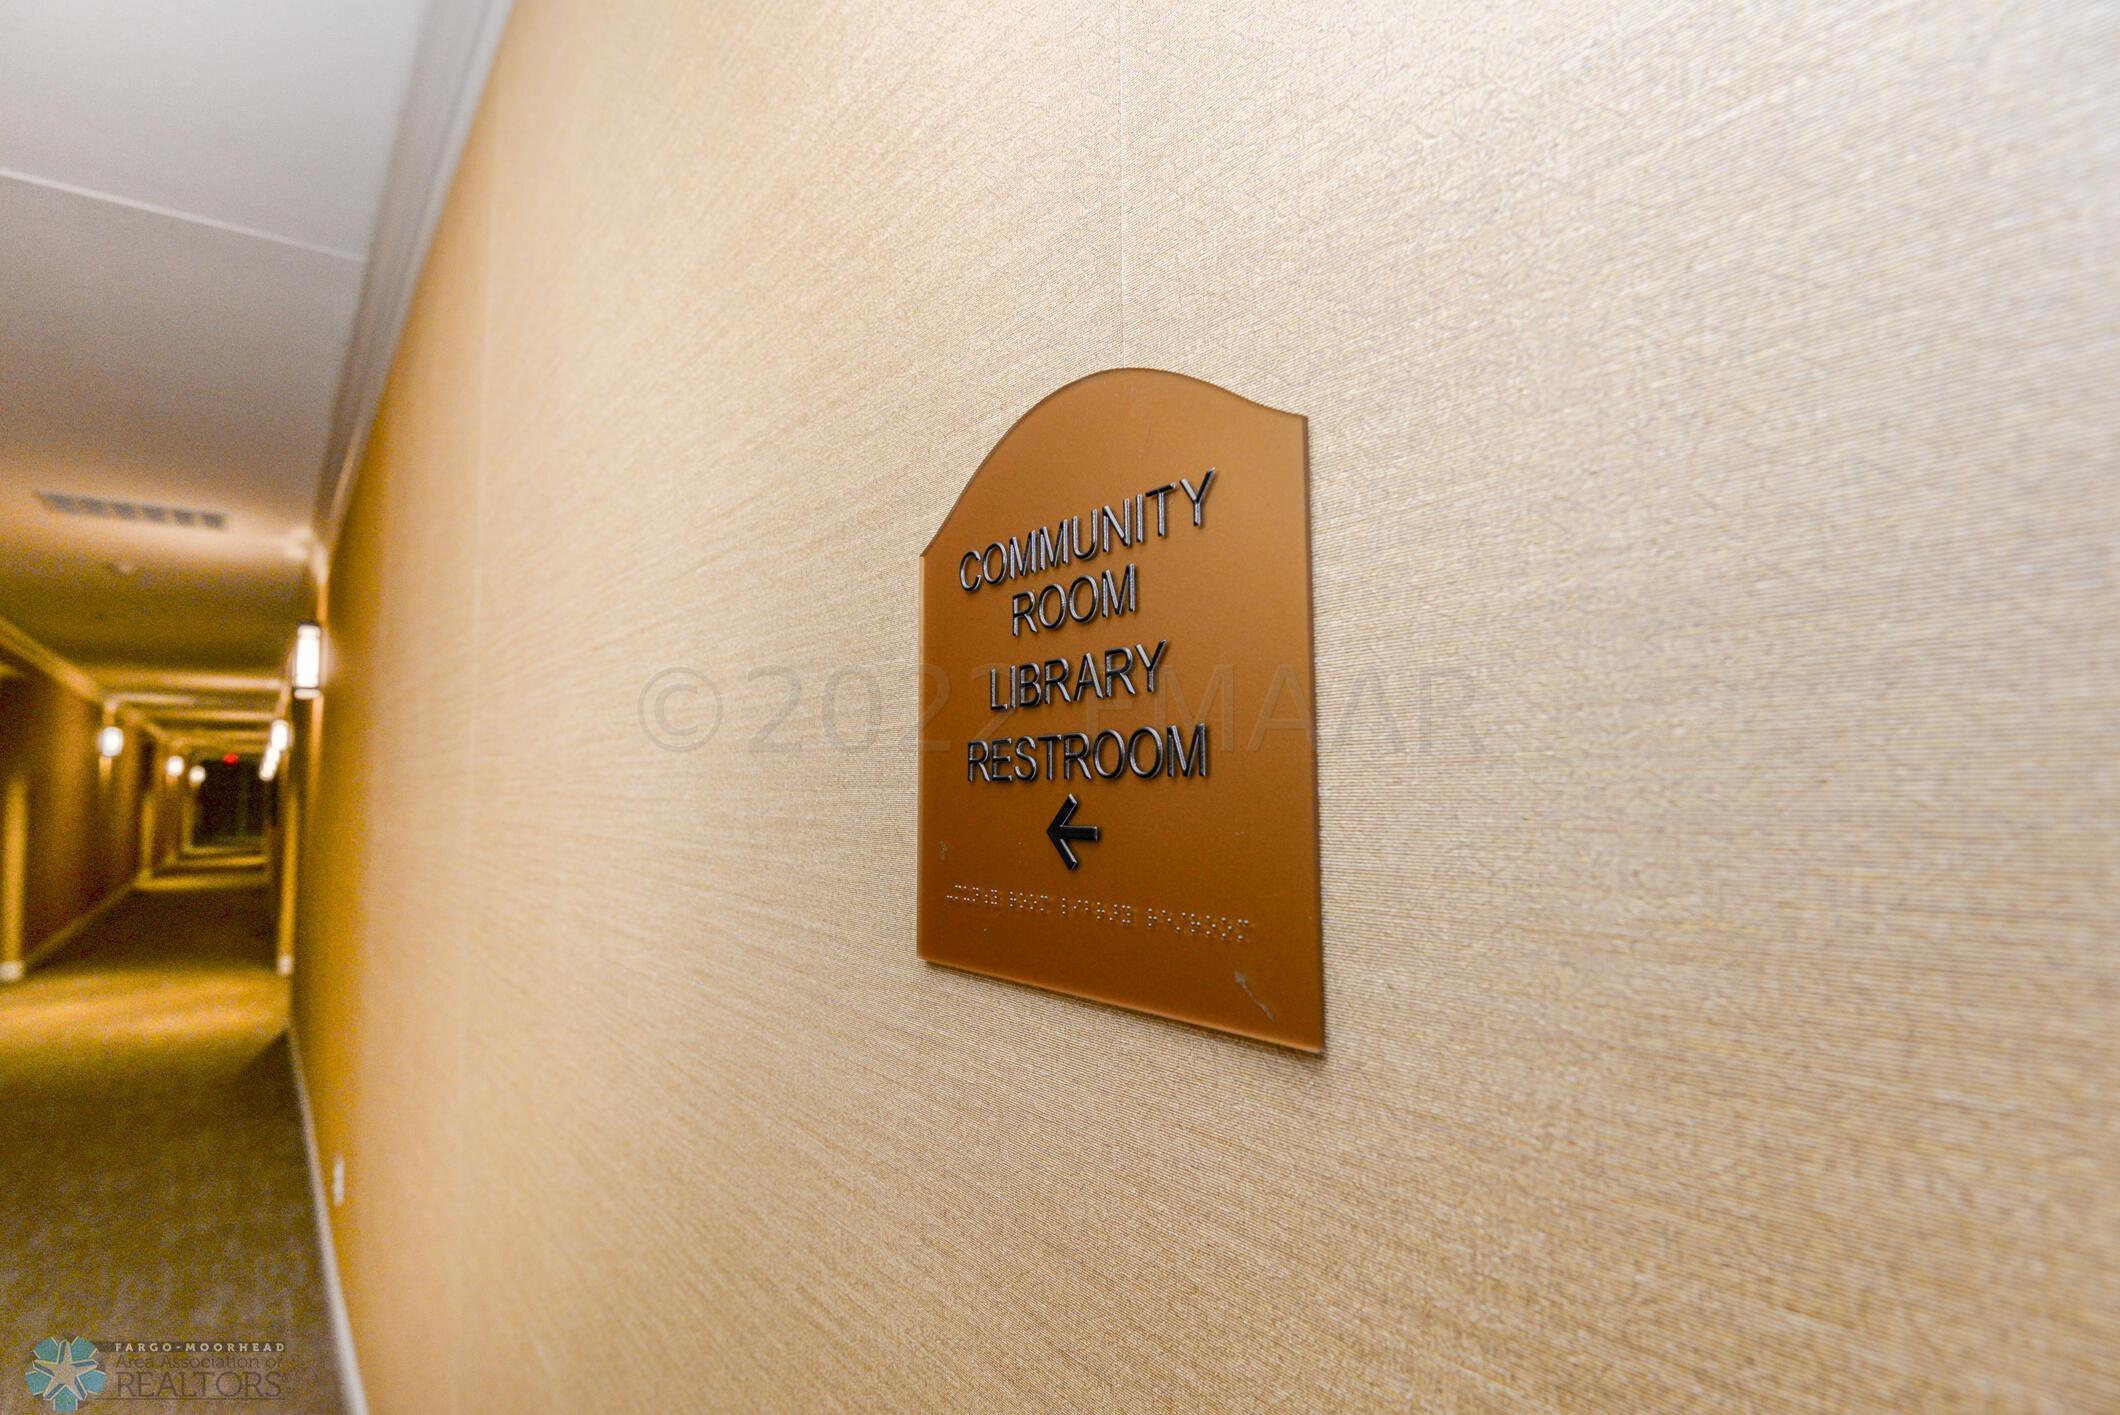 COMMUNITY
ROOM
LIBRARY
RESTROOM
©2022 FMAAR
FARGO-MOORHEAD
Area Association of
REALTORS®